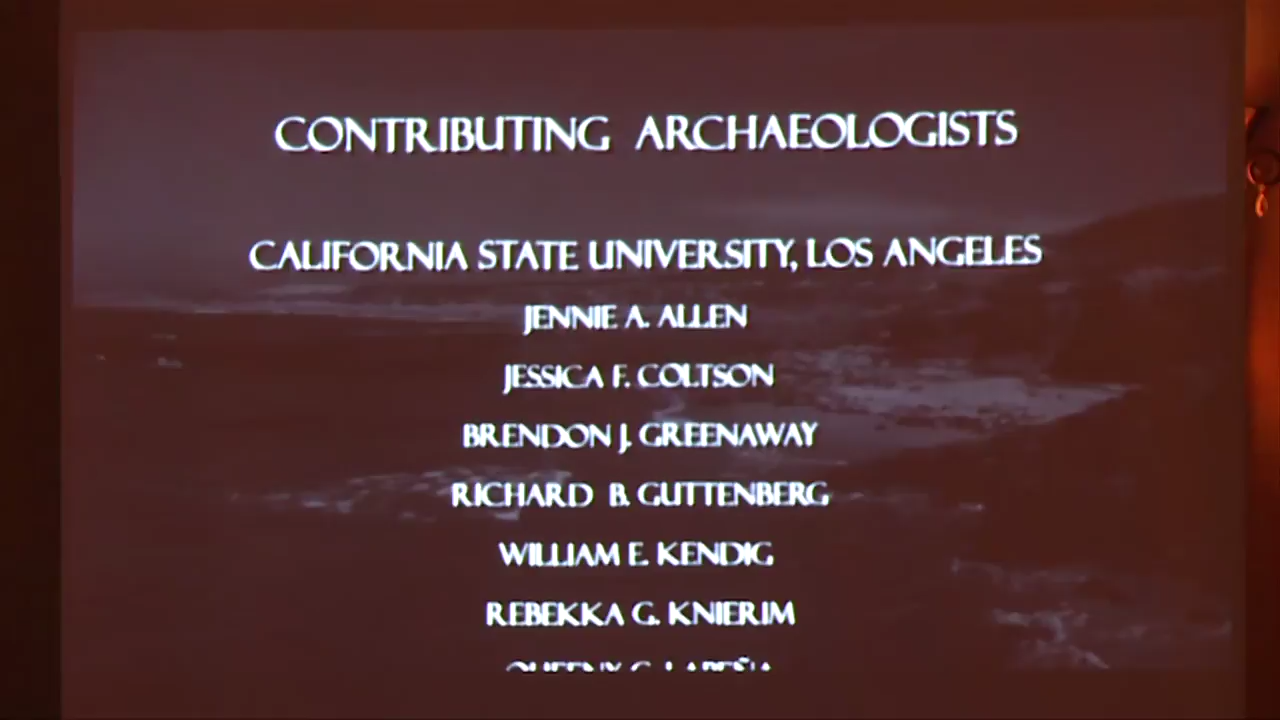 CONTRIBUTING ARCHAEOLOGISTS
CALIFORNIA STATE UNIVERSITY, LOS ANGELES
JENNIE A. ALLEN
JESSICA F. COLTSON
BRENDON J. GREENAWAY
RICHARD B. GUTTENBERG
WILLIAM E. KENDIG
REBEKKA G. KNIERIM